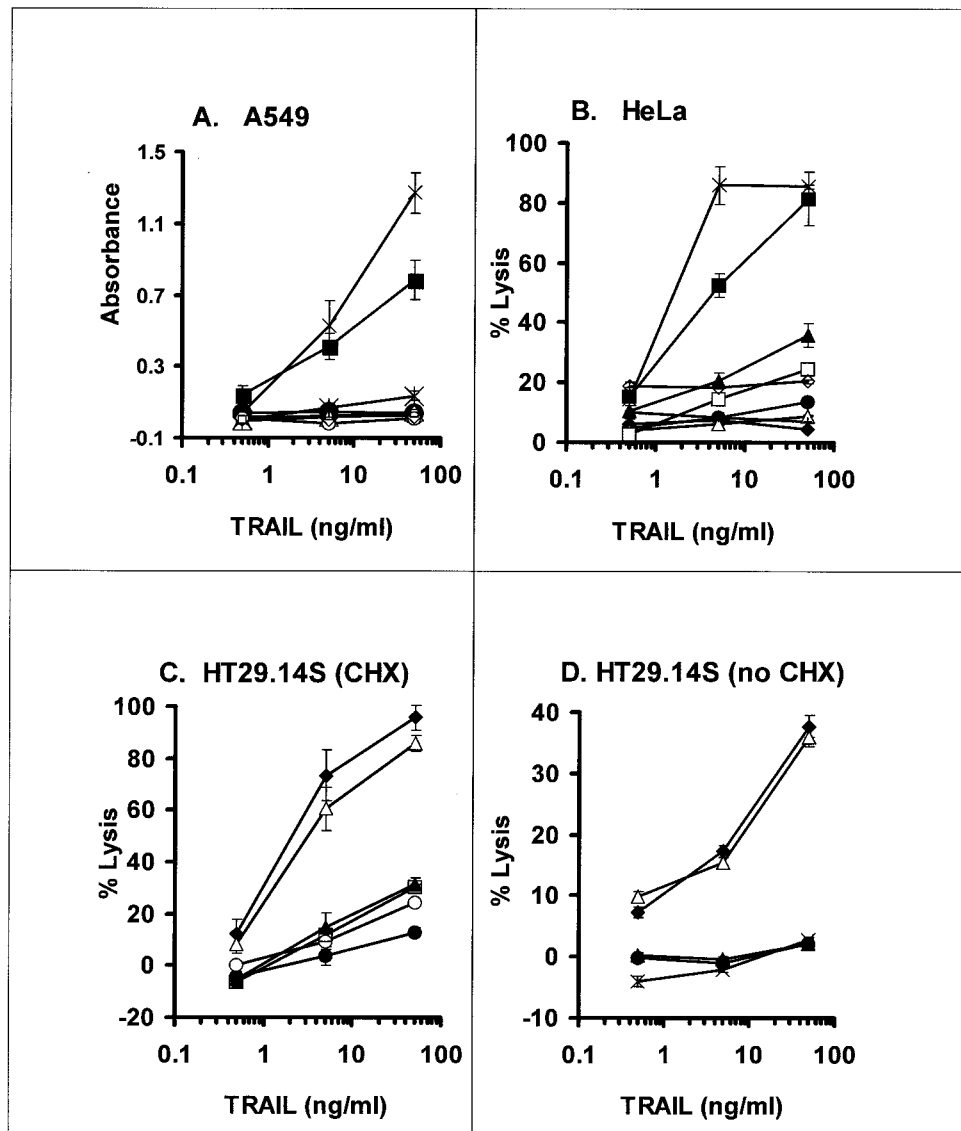 A. A549
1.5
1.1
0.7
0.3
-0.1
Absorbance
0.1 1 10 100
TRAIL (ng/ml)
B. HeLa
100
80
60
40
20
0
% Lysis
0.1 1 10 100
TRAIL (ng/ml)
C. HT29.14S (CHX)
100
80
60
40
20
0
-20
% Lysis
0.1 1 10 100
TRAIL (ng/ml)
D. HT29.14S (no CHX)
40
30
20
10
0
-10
% Lysis
0.1 1 10 100
TRAIL (ng/ml)